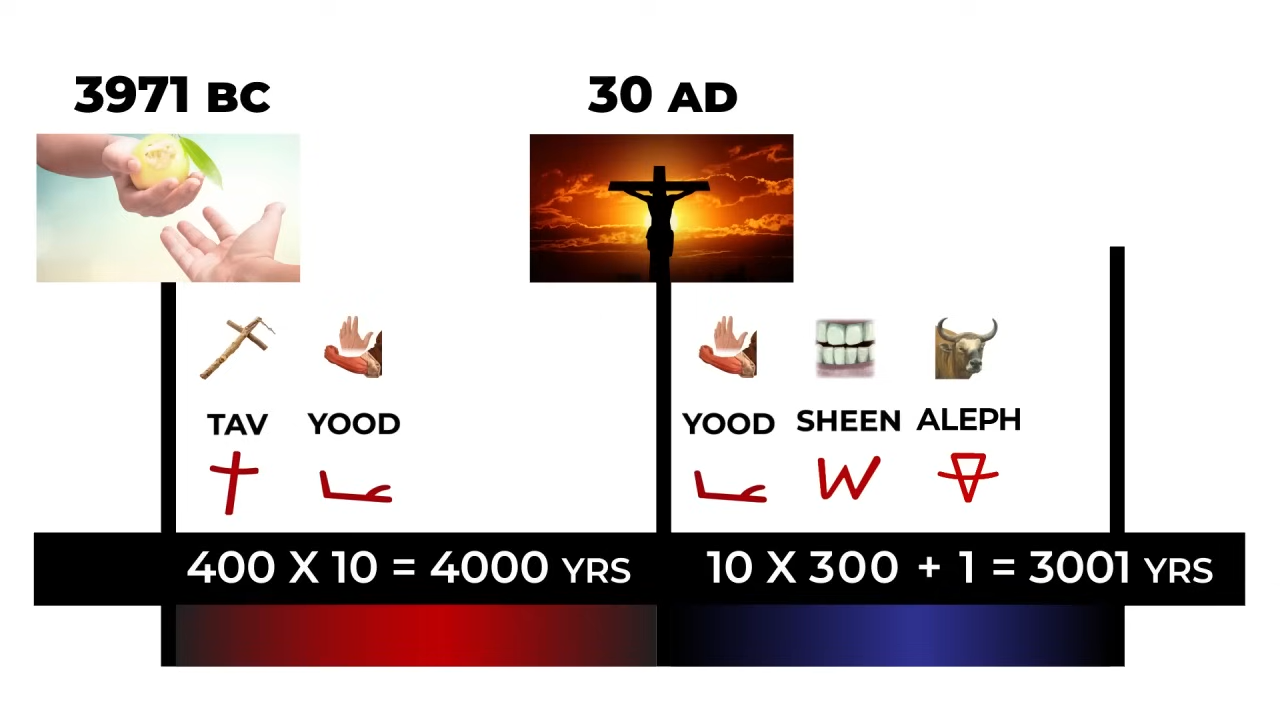 3971 BC
30 AD
TAV YOOD
YOOD SHEEN ALEPH
400 X 10 = 4000 YRS
10 X 300 + 1 = 3001 YRS